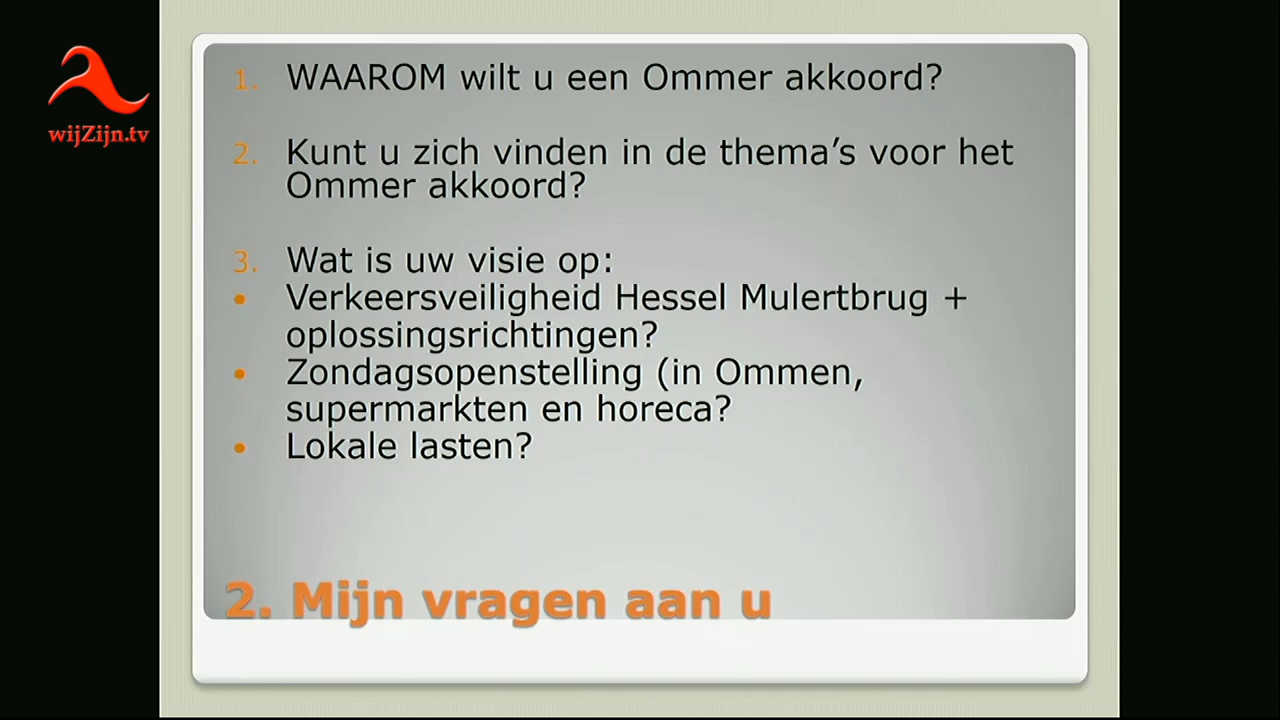 wijZijn.tv
1. WAAROM wilt u een Ommer akkoord?
2. Kunt u zich vinden in de thema's voor het
Ommer akkoord?
3. Wat is uw visie op:
• Verkeersveiligheid Hessel Mulertbrug +
oplossingsrichtingen?
• Zondagsopenstelling (in Ommen,
supermarkten en horeca?
• Lokale lasten?
2. Mijn vragen aan u